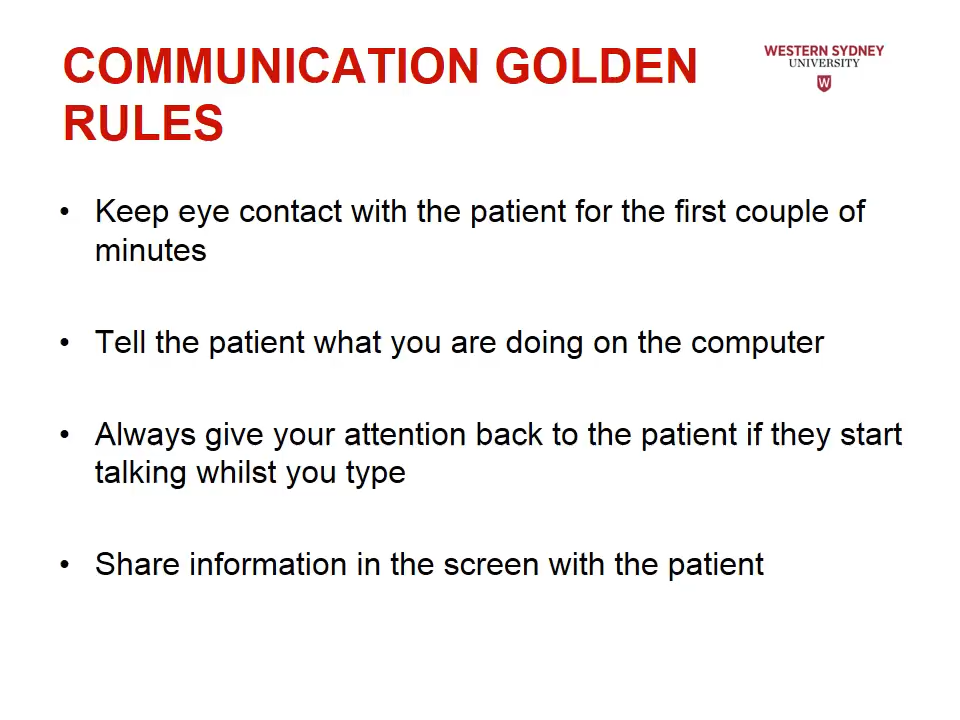 COMMUNICATION GOLDEN
RULES
WESTERN SYDNEY
UNIVERSITY
W
• Keep eye contact with the patient for the first couple of
minutes
• Tell the patient what you are doing on the computer
• Always give your attention back to the patient if they start
talking whilst you type
• Share information in the screen with the patient